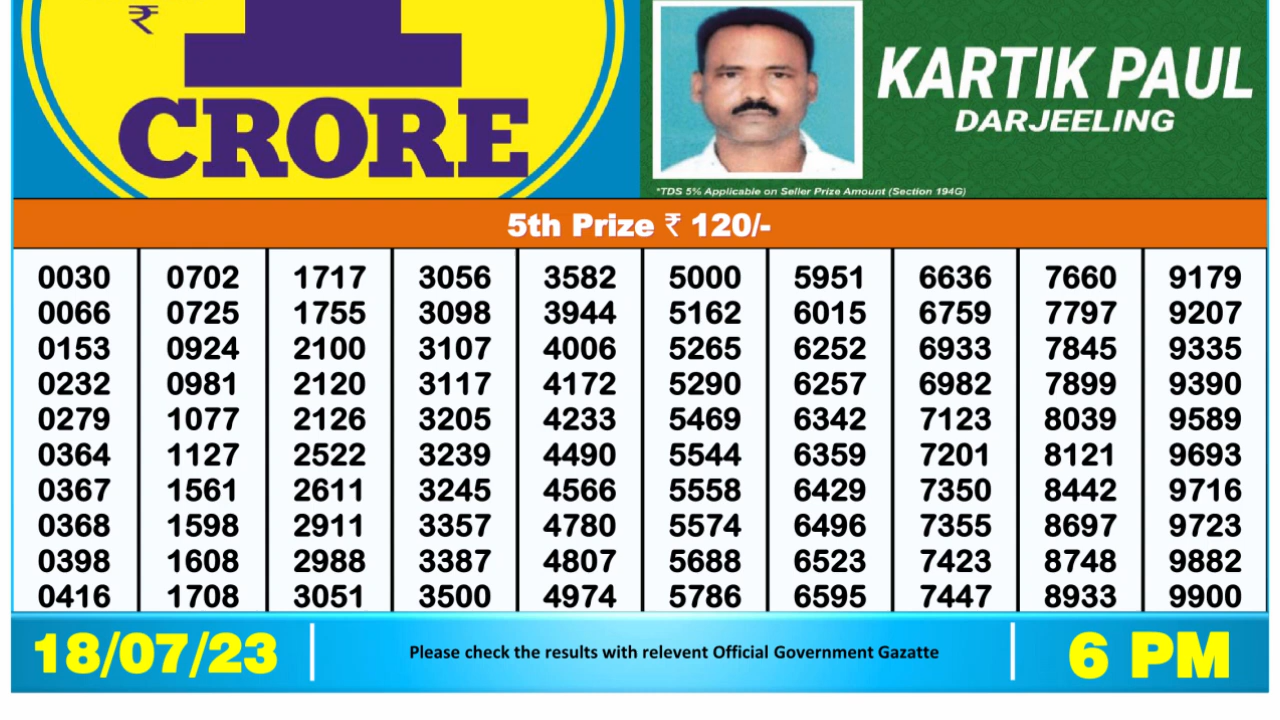 ₹
1
CRORE
KARTIK PAUL
DARJEELING
*TDS 5% Applicable on Seller Prize Amount (Section 194G)
5th Prize ₹ 120/-
0030 0702 1717 3056 3582 5000 5951 6636 7660 9179
0066 0725 1755 3098 3944 5162 6015 6759 7797 9207
0153 0924 2100 3107 4006 5265 6252 6933 7845 9335
0232 0981 2120 3117 4172 5290 6257 6982 7899 9390
0279 1077 2126 3205 4233 5469 6342 7123 8039 9589
0364 1127 2522 3239 4490 5544 6359 7201 8121 9693
0367 1561 2611 3245 4566 5558 6429 7350 8442 9716
0368 1598 2911 3357 4780 5574 6496 7355 8697 9723
0398 1608 2988 3387 4807 5688 6523 7423 8748 9882
0416 1708 3051 3500 4974 5786 6595 7447 8933 9900
18/07/23
Please check the results with relevent Official Government Gazatte
6 PM